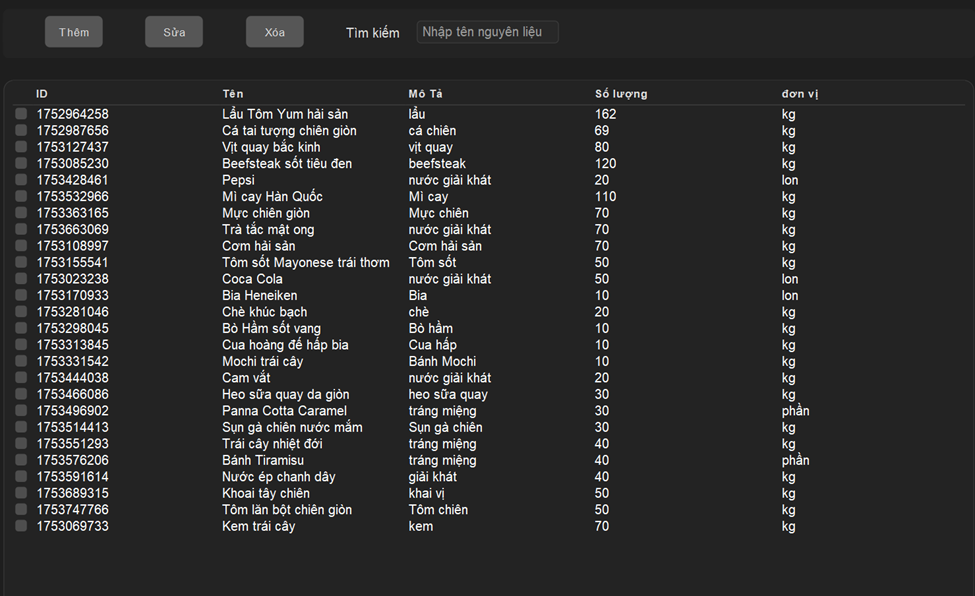 Thêm Sửa Xóa Tìm kiếm Nhập tên nguyên liệu
ID Tên Mô Tả Số lượng đơn vị
1752964258 Lẩu Tôm Yum hải sản lẩu 162 kg
1752987656 Cá tai tượng chiên giòn cá chiên 69 kg
1753127437 Vịt quay bắc kinh vịt quay 80 kg
1753085230 Beefsteak sốt tiêu đen beefsteak 120 kg
1753428461 Pepsi nước giải khát 20 lon
1753532966 Mì cay Hàn Quốc Mì cay 110 kg
1753363165 Mực chiên giòn Mực chiên 70 kg
1753663069 Trà tắc mật ong nước giải khát 70 kg
1753108997 Cơm hải sản Cơm hải sản 70 kg
1753155541 Tôm sốt Mayonese trái thơm Tôm sốt 50 kg
1753023238 Coca Cola nước giải khát 50 lon
1753170933 Bia Heneiken Bia 10 lon
1753281046 Chè khúc bạch chè 20 kg
1753298045 Bò Hầm sốt vang Bò hầm 10 kg
1753313845 Cua hoàng đế hấp bia Cua hấp 10 kg
1753331542 Mochi trái cây Bánh Mochi 10 kg
1753444038 Cam vắt nước giải khát 20 kg
1753466086 Heo sữa quay da giòn heo sữa quay 30 kg
1753496902 Panna Cotta Caramel tráng miệng 30 phần
1753514413 Sụn gà chiên nước mắm Sụn gà chiên 30 kg
1753551293 Trái cây nhiệt đới tráng miệng 40 kg
1753576206 Bánh Tiramisu tráng miệng 40 phần
1753591614 Nước ép chanh dây giải khát 40 kg
1753689315 Khoai tây chiên khai vị 50 kg
1753747766 Tôm lăn bột chiên giòn Tôm chiên 50 kg
1753069733 Kem trái cây kem 70 kg